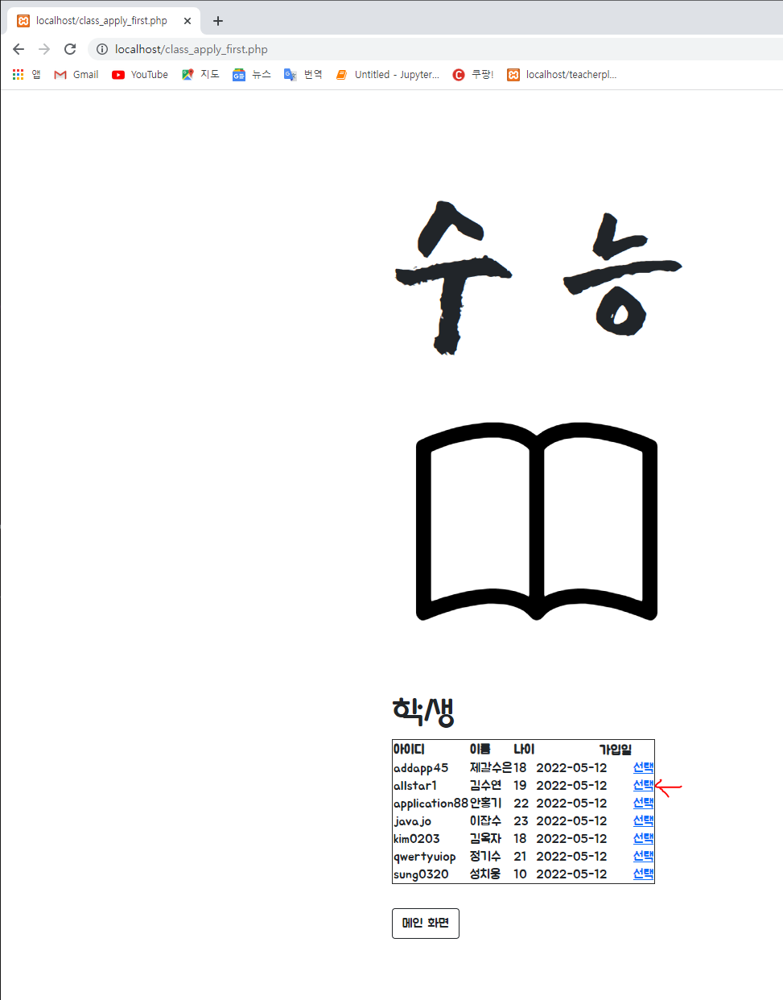 localhost/class_apply_first.php
localhost/class_apply_first.php
앱 Gmail YouTube 지도 뉴스 번역 Untitled - Jupyter... 쿠팡! localhost/teacherpl...
수 능
학생
아이디 이름 나이 가입일
addapp45 제갈수은 18 2022-05-12 선택
allstar1 김수연 19 2022-05-12 선택
application88 안홍기 22 2022-05-12 선택
javajo 이잡수 23 2022-05-12 선택
kim0203 김옥자 18 2022-05-12 선택
qwertyuiop 정기수 21 2022-05-12 선택
sung0320 성치웅 10 2022-05-12 선택
메인 화면